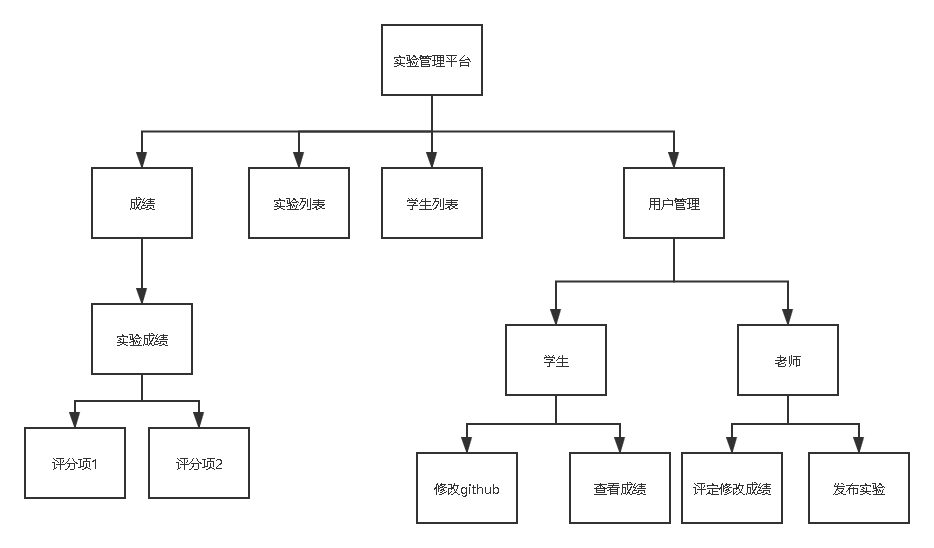 实验管理平台
成绩
实验列表
学生列表
用户管理
实验成绩
学生
老师
评分项1
评分项2
修改github
查看成绩
评定修改成绩
发布实验